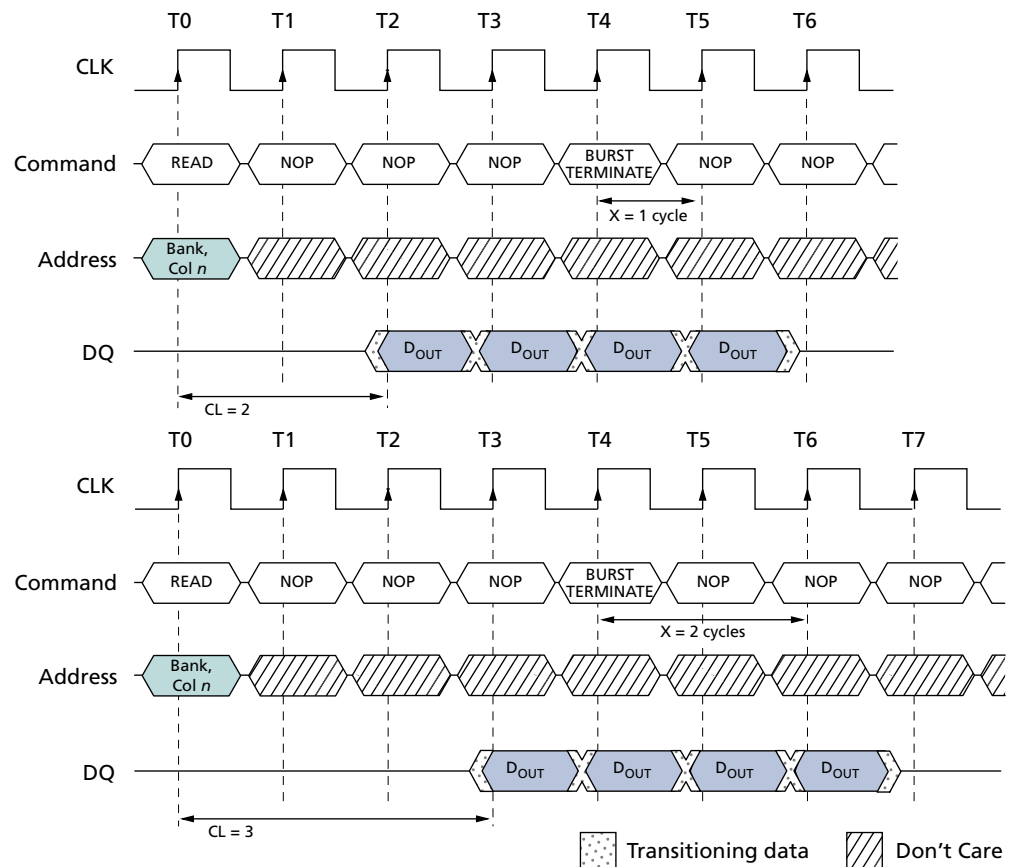 T0 T1 T2 T3 T4 T5 T6
CLK
Command READ NOP NOP NOP BURST TERMINATE NOP NOP
X = 1 cycle
Address Bank, Col n
DQ DOUT DOUT DOUT DOUT
CL = 2
T0 T1 T2 T3 T4 T5 T6 T7
CLK
Command READ NOP NOP NOP BURST TERMINATE NOP NOP NOP
X = 2 cycles
Address Bank, Col n
DQ DOUT DOUT DOUT DOUT
CL = 3
Transitioning data Don't Care